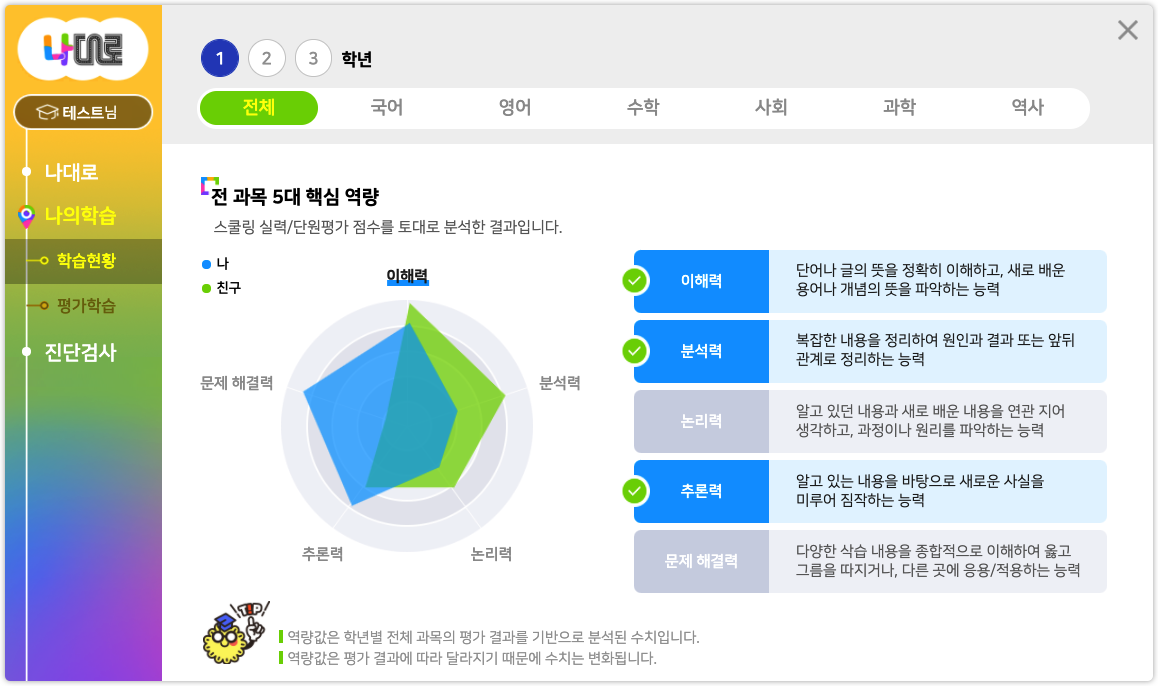 나대로
테스트님
나대로
나의학습
학습현황
평가학습
진단검사
1 2 3 학년
전체 국어 영어 수학 사회 과학 역사
전 과목 5대 핵심 역량
스쿨링 실력/단원평가 점수를 토대로 분석한 결과입니다.
나
친구
이해력
분석력
논리력
추론력
문제 해결력
이해력
단어나 글의 뜻을 정확히 이해하고, 새로 배운
용어나 개념의 뜻을 파악하는 능력
분석력
복잡한 내용을 정리하여 원인과 결과 또는 앞뒤
관계로 정리하는 능력
논리력
알고 있던 내용과 새로 배운 내용을 연관 지어
생각하고, 과정이나 원리를 파악하는 능력
추론력
알고 있는 내용을 바탕으로 새로운 사실을
미루어 짐작하는 능력
문제 해결력
다양한 삭습 내용을 종합적으로 이해하여 옳고
그름을 따지거나, 다른 곳에 응용/적용하는 능력
TIP!
역량값은 학년별 전체 과목의 평가 결과를 기반으로 분석된 수치입니다.
역량값은 평가 결과에 따라 달라지기 때문에 수치는 변화됩니다.